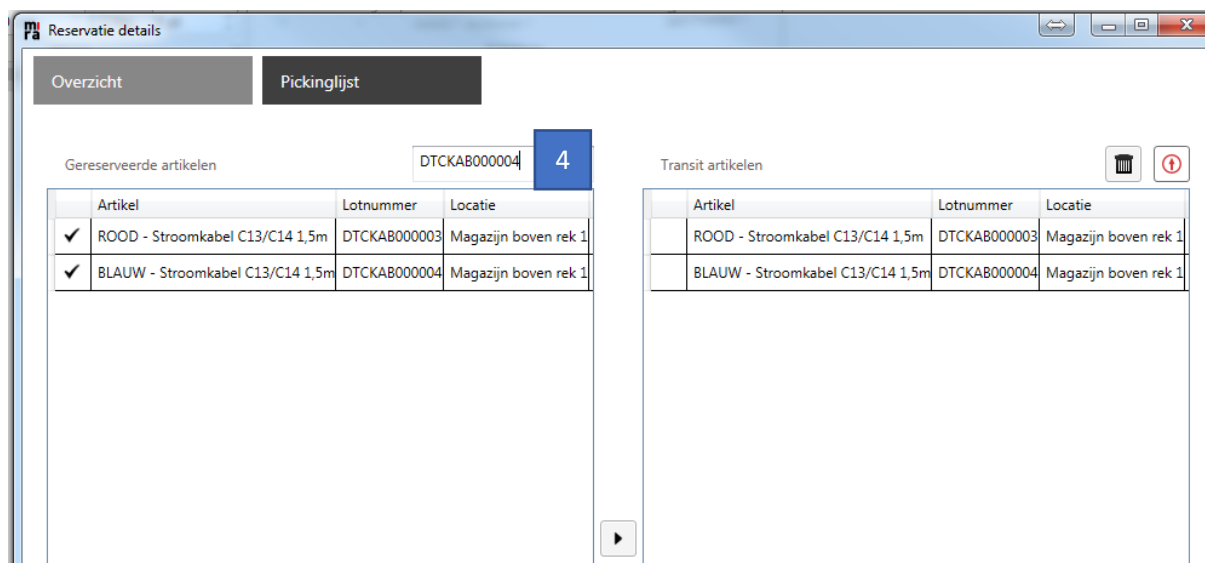 mira Reservatie details
Overzicht Pickinglijst
Gereserveerde artikelen DTCKAB000004 4 Transit artikelen
Artikel Lotnummer Locatie Artikel Lotnummer Locatie
ROOD - Stroomkabel C13/C14 1,5m DTCKAB000003 Magazijn boven rek 1 ROOD - Stroomkabel C13/C14 1,5m DTCKAB000003 Magazijn boven rek 1
BLAUW - Stroomkabel C13/C14 1,5m DTCKAB000004 Magazijn boven rek 1 BLAUW - Stroomkabel C13/C14 1,5m DTCKAB000004 Magazijn boven rek 1